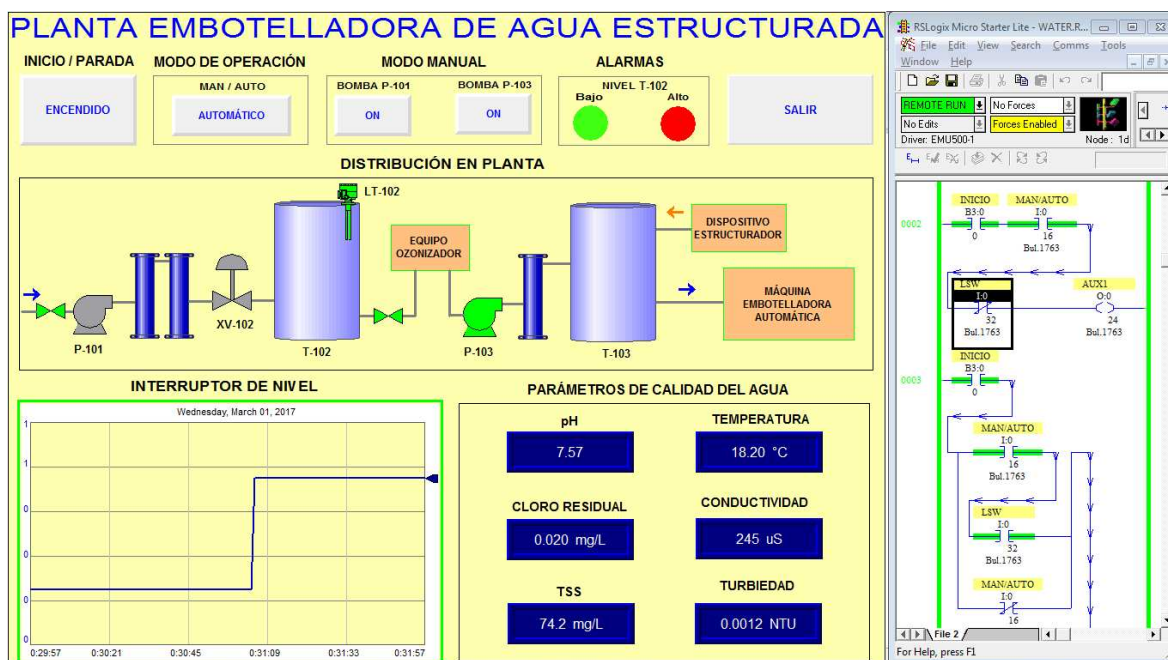 PLANTA EMBOTELLADORA DE AGUA ESTRUCTURADA
INICIO / PARADA
MODO DE OPERACIÓN
MODO MANUAL
ALARMAS
ENCENDIDO
MAN / AUTO
AUTOMÁTICO
BOMBA P-101
BOMBA P-103
ON
ON
NIVEL T-102
Bajo
Alto
SALIR
DISTRIBUCIÓN EN PLANTA
LT-102
EQUIPO
OZONIZADOR
DISPOSITIVO
ESTRUCTURADOR
MÁQUINA
EMBOTELLADORA
AUTOMÁTICA
P-101
XV-102
T-102
P-103
T-103
INTERRUPTOR DE NIVEL
Wednesday, March 01, 2017
1
1
0
0
0
0
0:29:57
0:30:21
0:30:45
0:31:09
0:31:33
0:31:57
PARÁMETROS DE CALIDAD DEL AGUA
pH
TEMPERATURA
7.57
18.20 °C
CLORO RESIDUAL
CONDUCTIVIDAD
0.020 mg/L
245 uS
TSS
TURBIEDAD
74.2 mg/L
0.0012 NTU
RSLogix Micro Starter Lite - WATER.R...
File Edit View Search Comms Tools
Window Help
REMOTE RUN
No Forces
No Edits
Forces Enabled
Driver: EMU500-1
Node : 1d
INICIO
MAN/AUTO
B3:0
I:0
0002
0
16
Bul.1763
LSW
AUX1
I:0
O:0
32
24
Bul.1763
Bul.1763
INICIO
B3:0
0003
0
MAN/AUTO
I:0
16
Bul.1763
LSW
I:0
32
Bul.1763
MAN/AUTO
I:0
16
File 2
For Help, press F1